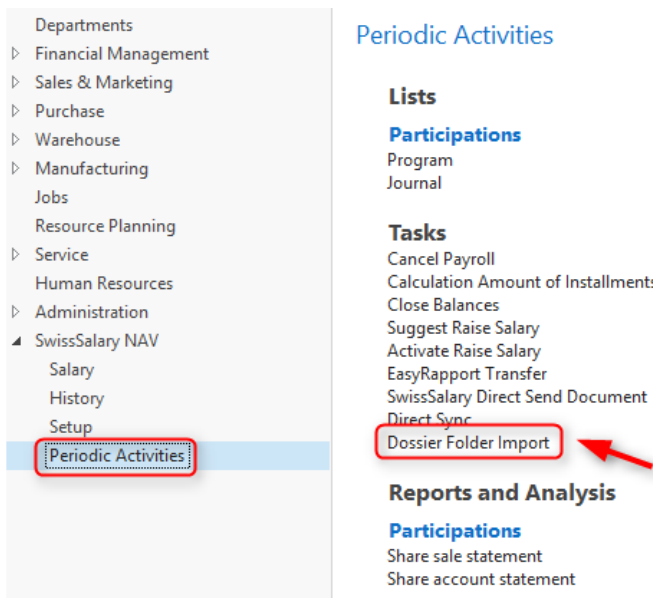 Departments
Financial Management
Sales & Marketing
Purchase
Warehouse
Manufacturing
Jobs
Resource Planning
Service
Human Resources
Administration
SwissSalary NAV
Salary
History
Setup
Periodic Activities
Periodic Activities
Lists
Participations
Program
Journal
Tasks
Cancel Payroll
Calculation Amount of Installments
Close Balances
Suggest Raise Salary
Activate Raise Salary
EasyRapport Transfer
SwissSalary Direct Send Document
Direct Sync
Dossier Folder Import
Reports and Analysis
Participations
Share sale statement
Share account statement